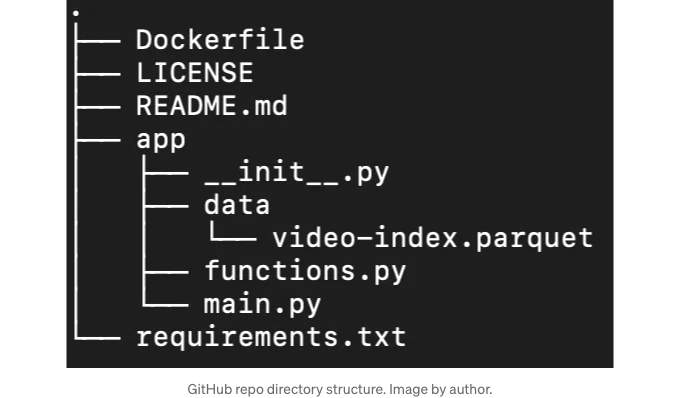 .
├── Dockerfile
├── LICENSE
├── README.md
├── app
│   ├── __init__.py
│   ├── data
│   │   └── video-index.parquet
│   ├── functions.py
│   └── main.py
└── requirements.txt
GitHub repo directory structure. Image by author.